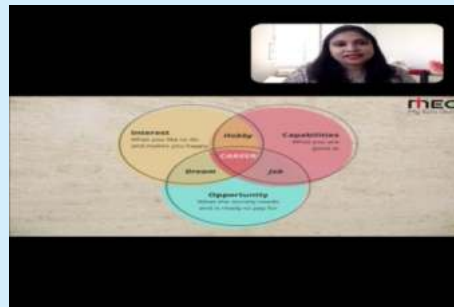 mec
Interest
What you like to do
and makes you happy
Hobby
Capabilities
What you are
good at
CAREER
Dream
Job
Opportunity
What the society needs
and is ready to pay for